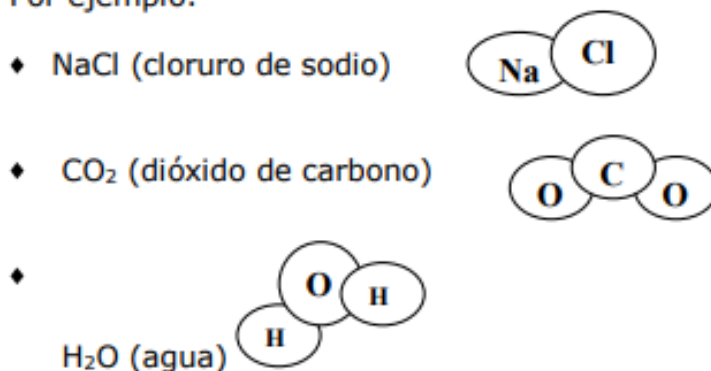 Por ejemplo:
♦ NaCl (cloruro de sodio)
Na Cl
♦ CO₂ (dióxido de carbono)
O C O
♦
O H
H
H₂O (agua)